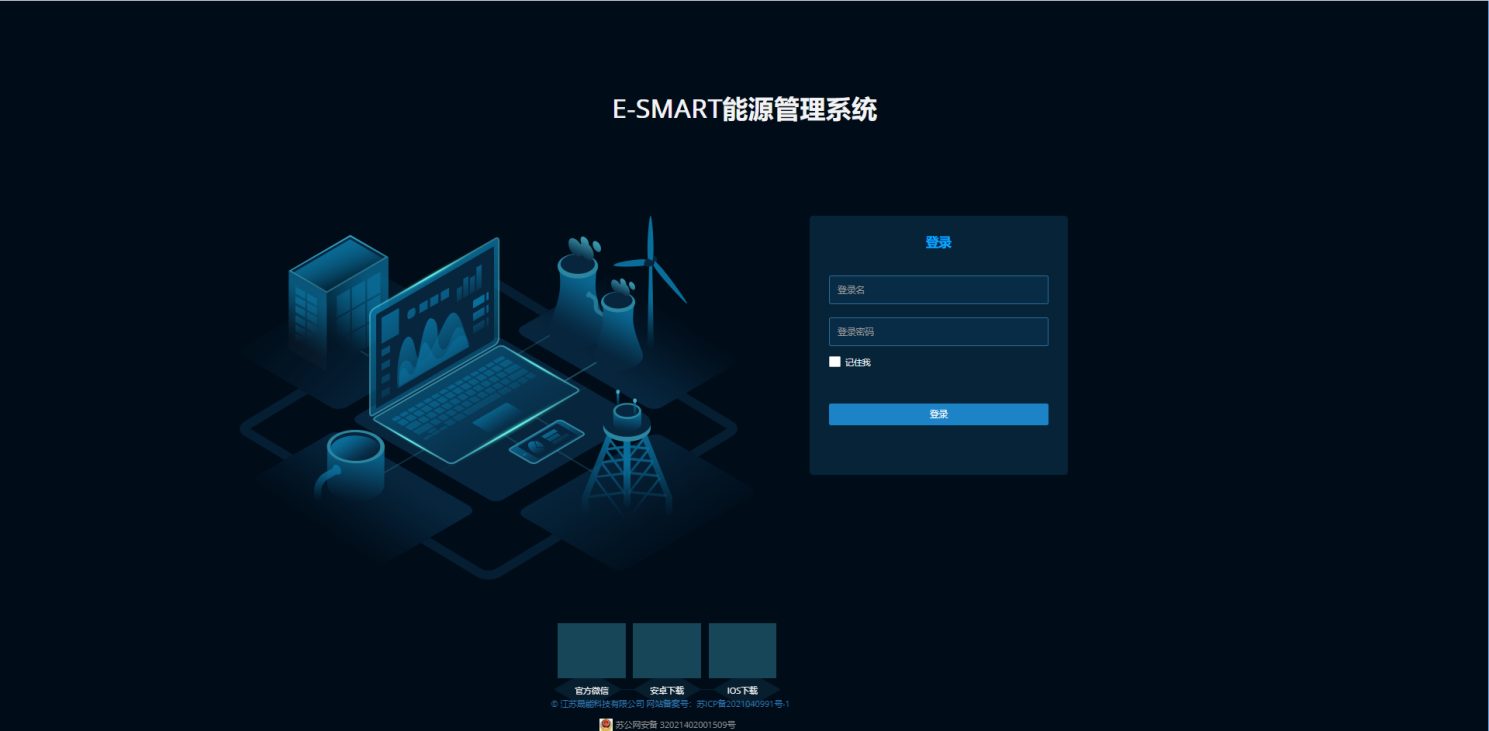 E-SMART能源管理系统
登录
登录名
登录密码
记住我
登录
官方微信 安卓下载 IOS下载
© 江苏葛能科技有限公司 网站备案号：苏ICP备2021040991号-1
苏公网安备 32021402001509号